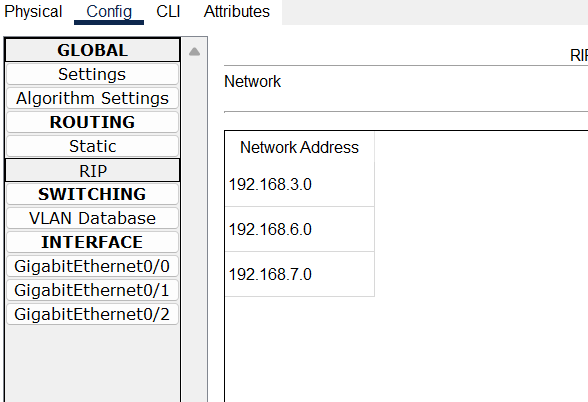 Physical Config CLI Attributes
GLOBAL
Settings
Algorithm Settings
ROUTING
Static
RIP
SWITCHING
VLAN Database
INTERFACE
GigabitEthernet0/0
GigabitEthernet0/1
GigabitEthernet0/2
RIP
Network
Network Address
192.168.3.0
192.168.6.0
192.168.7.0